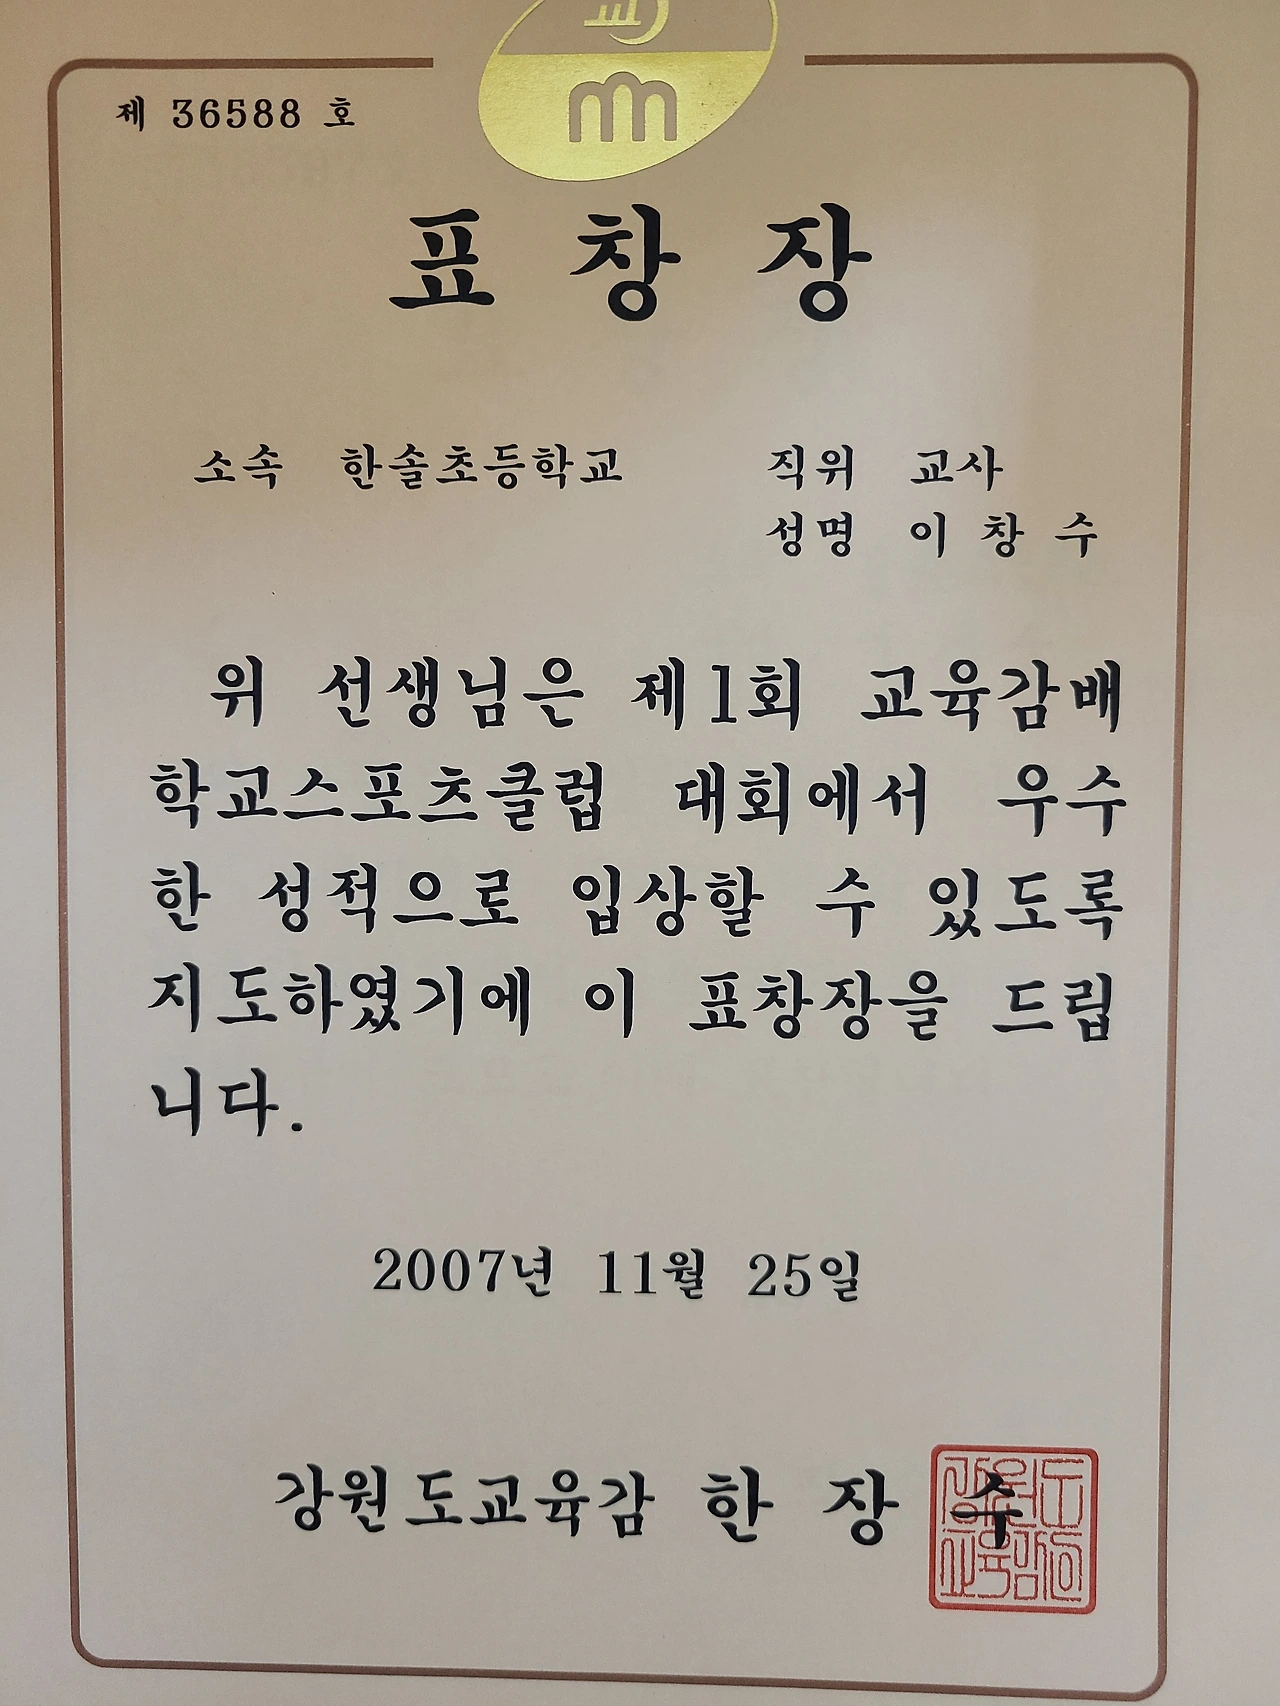 제 36588 호
표 창 장
소속 한솔초등학교 직위 교사
성명 이 창 수
위 선생님은 제1회 교육감배
학교스포츠클럽 대회에서 우수
한 성적으로 입상할 수 있도록
지도하였기에 이 표창장을 드립
니다.
2007년 11월 25일
강원도교육감 한 장 수